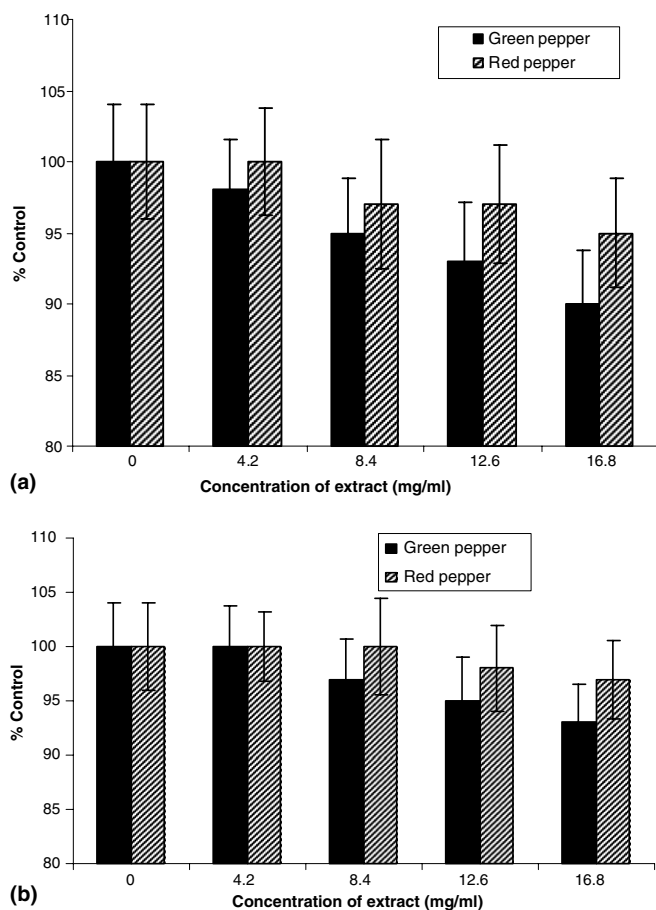 110
105
100
95
90
85
80
% Control
Green pepper
Red pepper
0 4.2 8.4 12.6 16.8
Concentration of extract (mg/ml)
(a)
110
105
100
95
90
85
80
% Control
Green pepper
Red pepper
0 4.2 8.4 12.6 16.8
Concentration of extract (mg/ml)
(b)